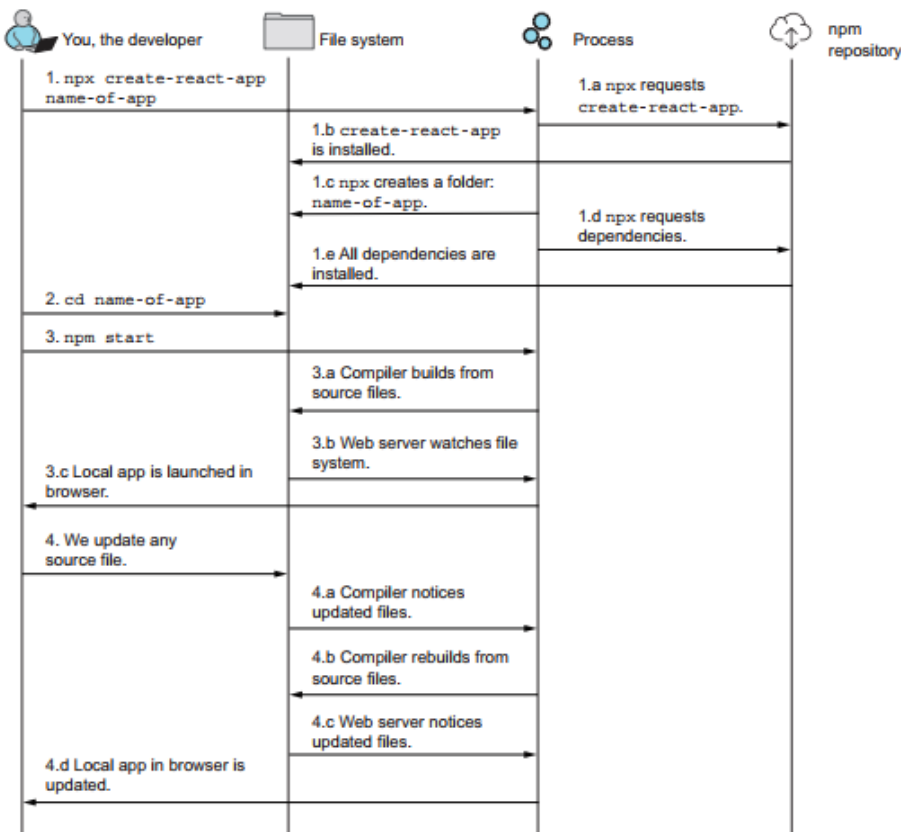 You, the developer
File system
Process
npm
repository
1. npx create-react-app
name-of-app
1.a npx requests
create-react-app.
1.b create-react-app
is installed.
1.c npx creates a folder:
name-of-app.
1.d npx requests
dependencies.
1.e All dependencies are
installed.
2. cd name-of-app
3. npm start
3.a Compiler builds from
source files.
3.b Web server watches file
system.
3.c Local app is launched in
browser.
4. We update any
source file.
4.a Compiler notices
updated files.
4.b Compiler rebuilds from
source files.
4.c Web server notices
updated files.
4.d Local app in browser is
updated.